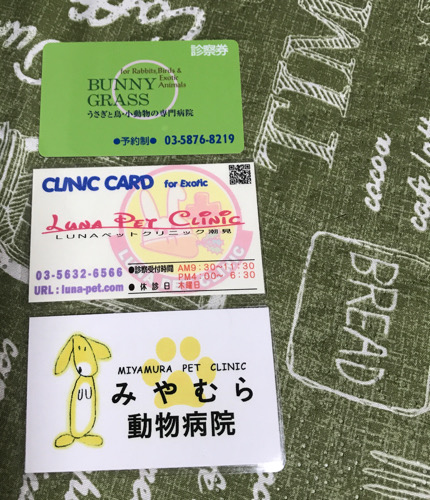 診察券
for Rabbits, Birds &
Exotic
Animals
BUNNY
GRASS
うさぎと鳥・小動物の専門病院
●予約制● 03-5876-8219
CLINIC CARD for Exotic
LUNA PET CLINIC
LUNAペットクリニック潮見
03-5632-6566
URL : luna-pet.com
●診察受付時間 AM9:30~11:30
PM4:00~ 6:30
●休診日 木曜日
MIYAMURA PET CLINIC
みやむら
動物病院
BREAD
cocoa